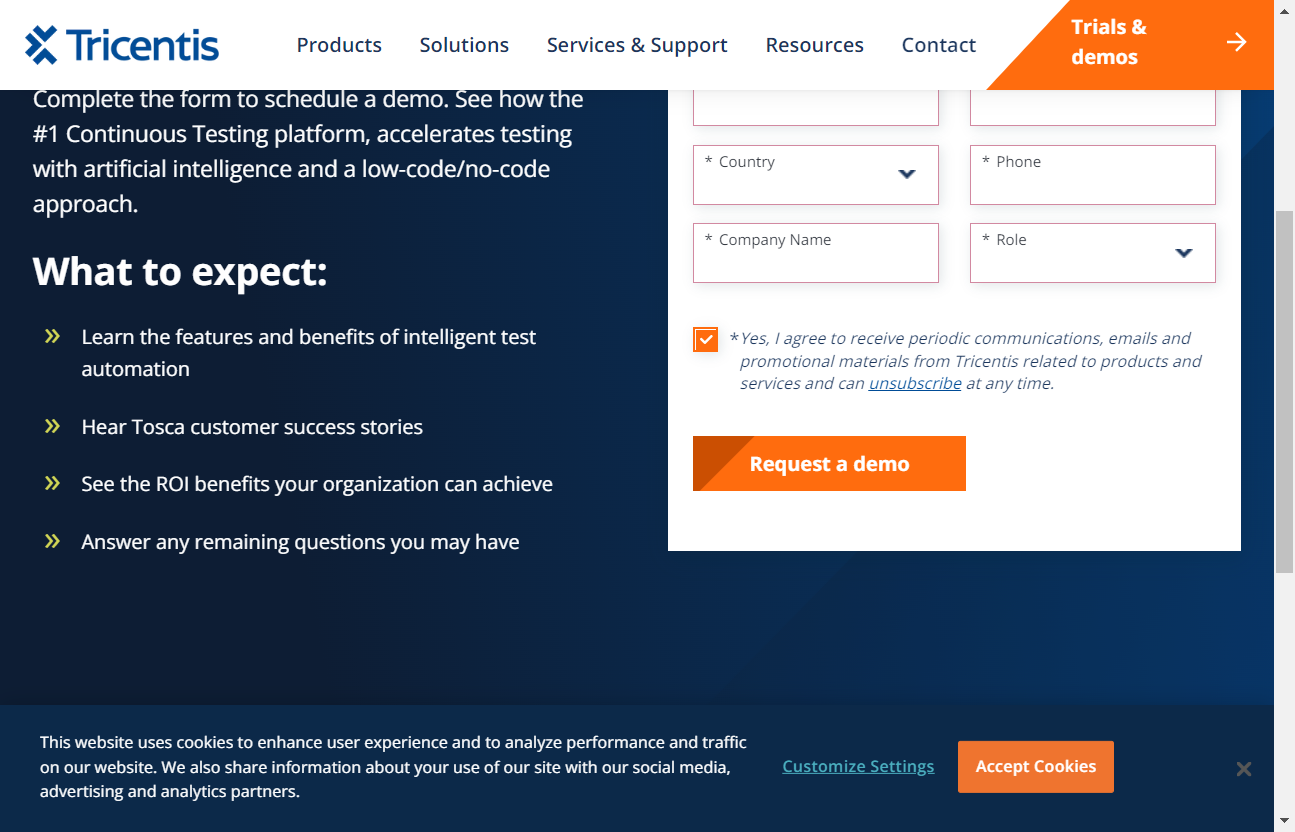 Tricentis
Products
Solutions
Services & Support
Resources
Contact
Trials &
demos
Complete the form to schedule a demo. See how the
#1 Continuous Testing platform, accelerates testing
with artificial intelligence and a low-code/no-code
approach.
What to expect:
Learn the features and benefits of intelligent test
automation
Hear Tosca customer success stories
See the ROI benefits your organization can achieve
Answer any remaining questions you may have
* Country
* Phone
* Company Name
* Role
*Yes, I agree to receive periodic communications, emails and
promotional materials from Tricentis related to products and
services and can unsubscribe at any time.
Request a demo
This website uses cookies to enhance user experience and to analyze performance and traffic
on our website. We also share information about your use of our site with our social media,
advertising and analytics partners.
Customize Settings
Accept Cookies